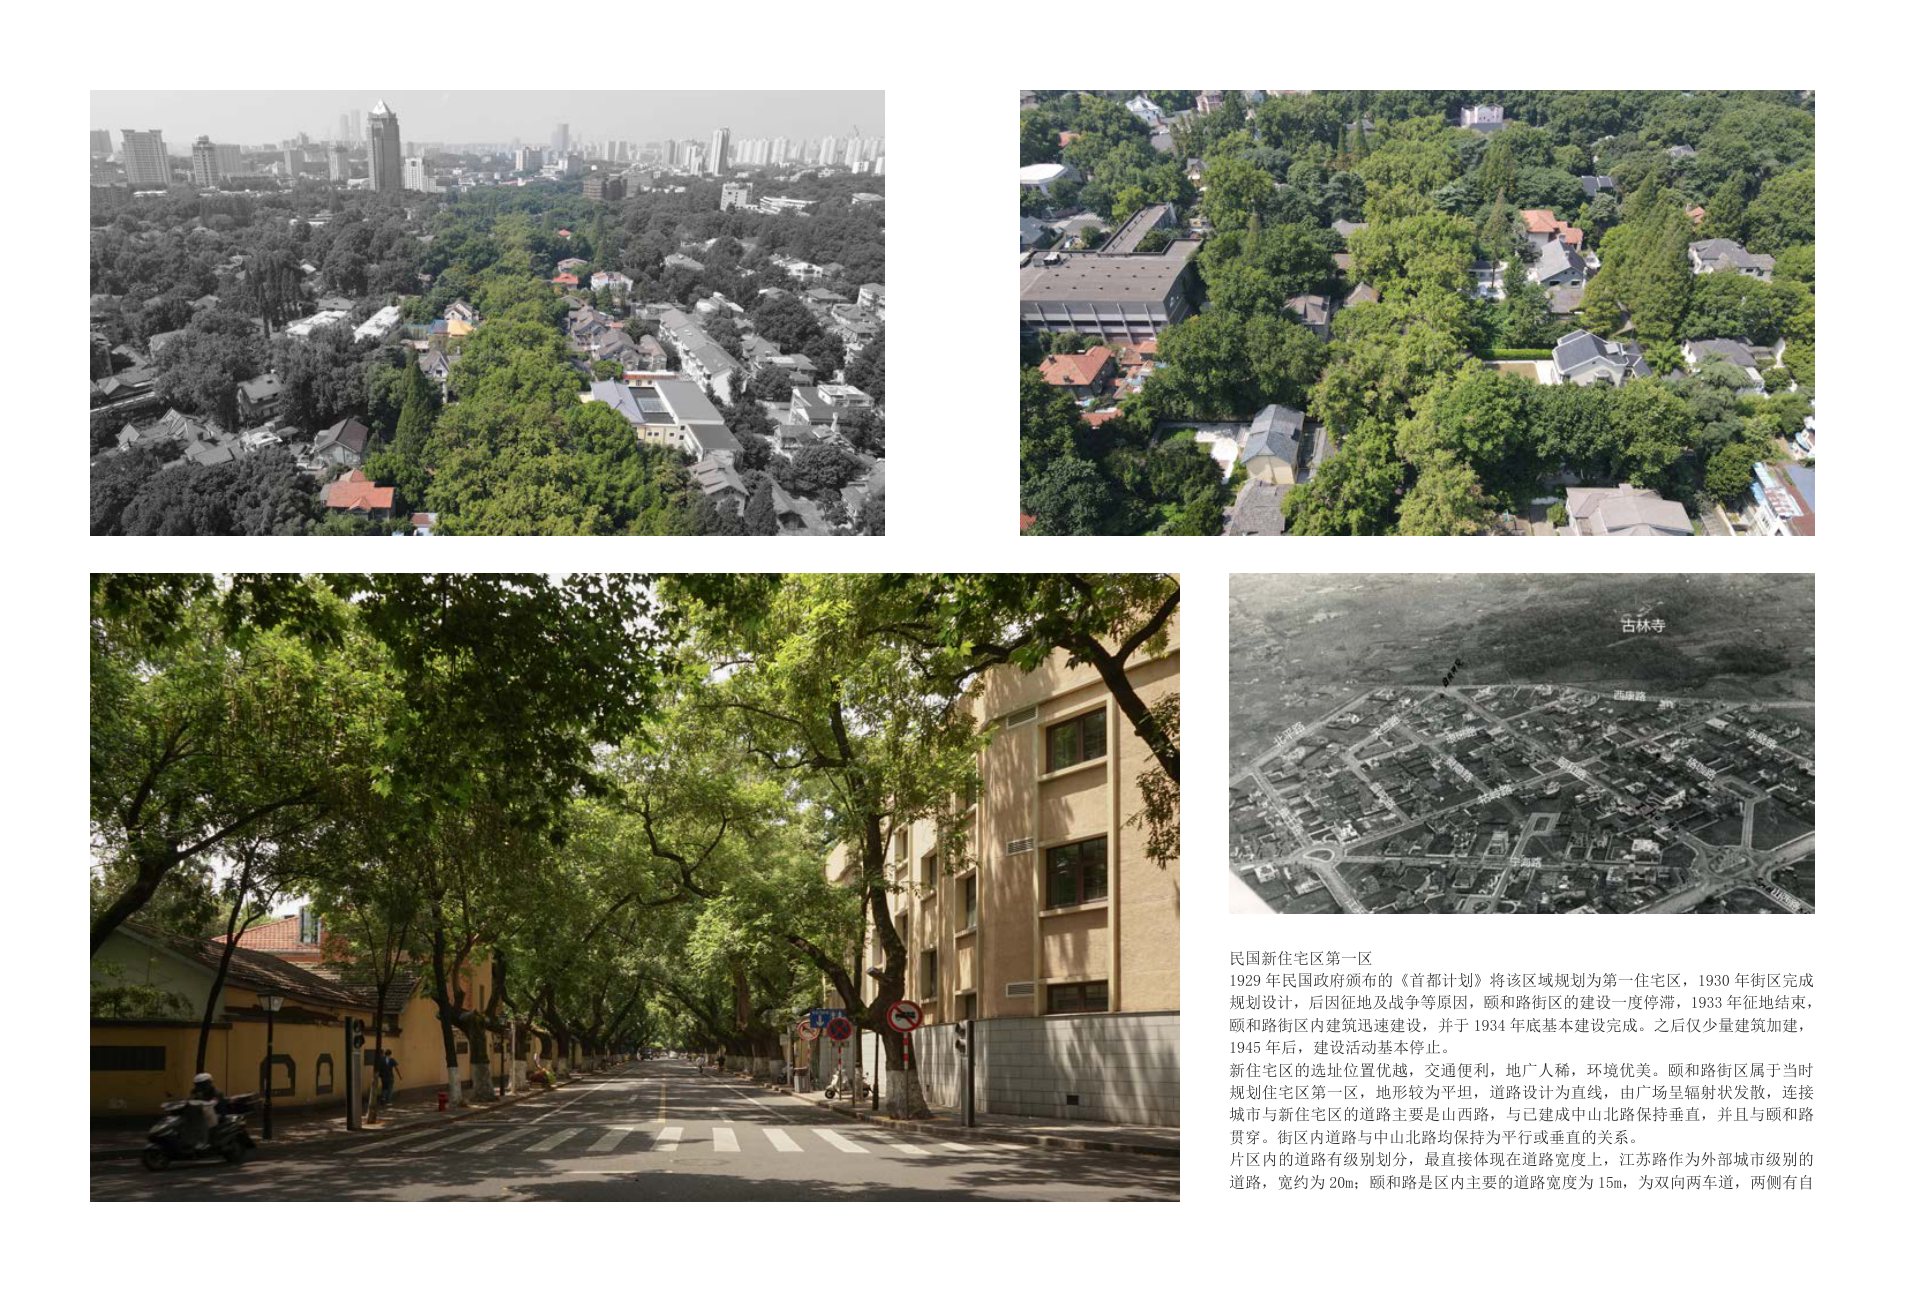 古林寺
西康路
北平路
赤壁路
宁海路
民国新住宅区第一区
1929 年民国政府颁布的《首都计划》将该区域规划为第一住宅区，1930 年街区完成
规划设计，后因征地及战争等原因，颐和路街区的建设一度停滞，1933 年征地结束，
颐和路街区内建筑迅速建设，并于 1934 年底基本建设完成。之后仅少量建筑加建，
1945 年后，建设活动基本停止。
新住宅区的选址位置优越，交通便利，地广人稀，环境优美。颐和路街区属于当时
规划住宅区第一区，地形较为平坦，道路设计为直线，由广场呈辐射状发散，连接
城市与新住宅区的道路主要是山西路，与已建成中山北路保持垂直，并且与颐和路
贯穿。街区内道路与中山北路均保持为平行或垂直的关系。
片区内的道路有级别划分，最直接体现在道路宽度上，江苏路作为外部城市级别的
道路，宽约为 20m；颐和路是区内主要的道路宽度为 15m，为双向两车道，两侧有自